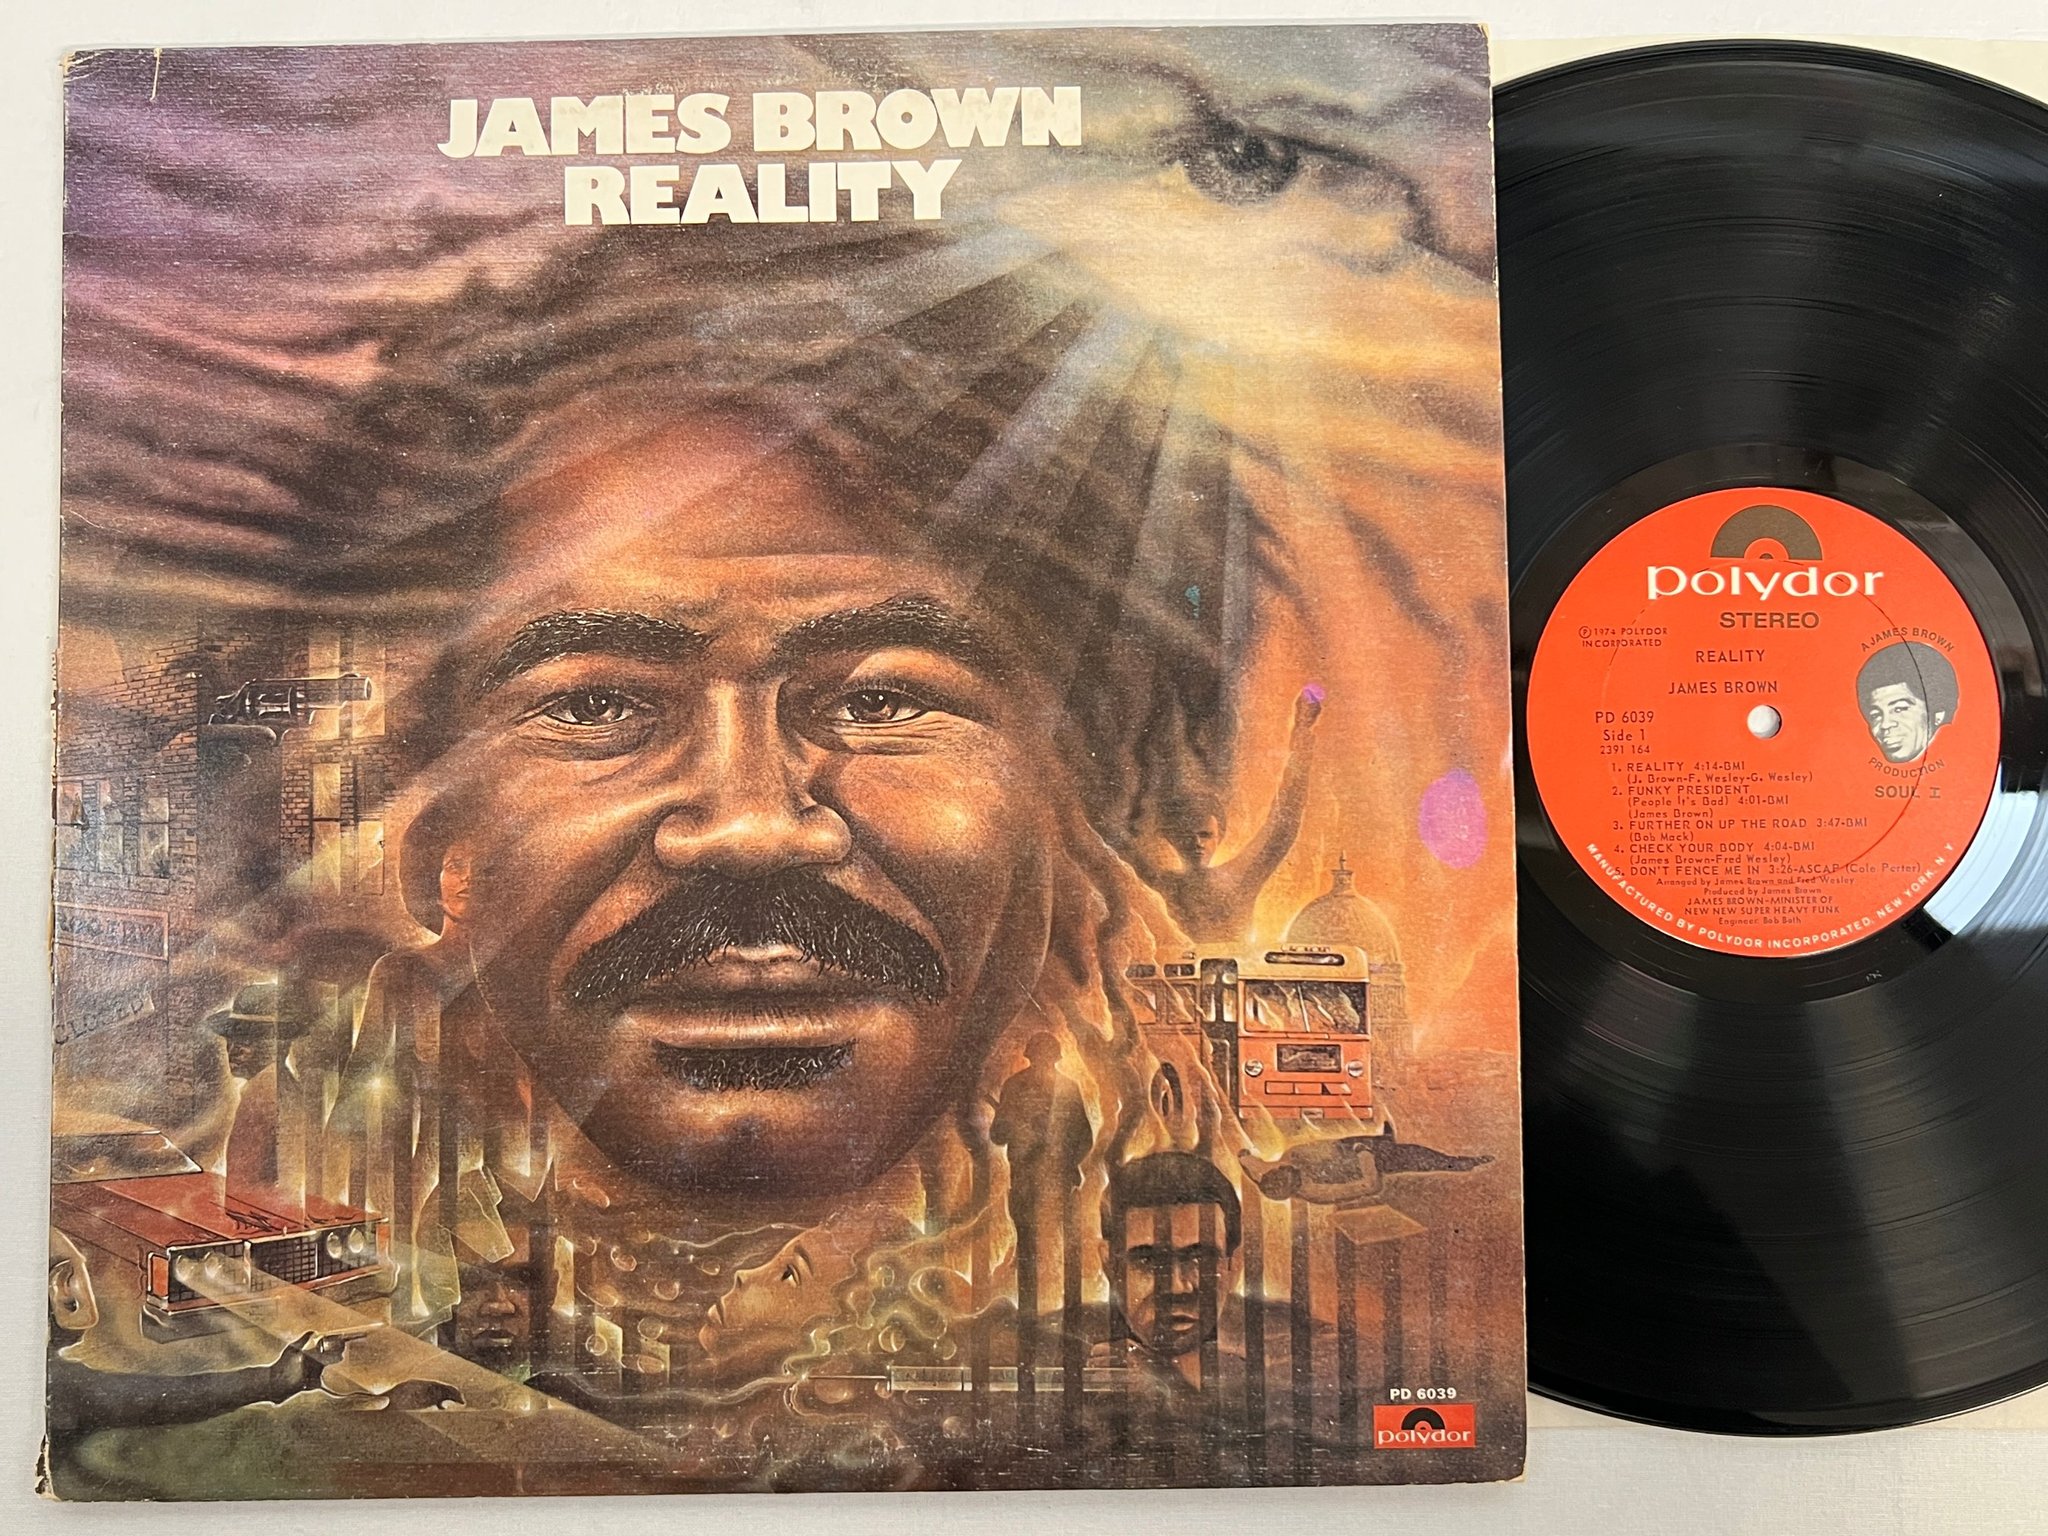 JAMES BROWN
REALITY
CLOSED
PD 6039
polydor
polydor
STEREO
Ⓟ 1974 POLYDOR
INCORPORATED
REALITY
JAMES BROWN
PD 6039
Side 1
2391 164
A JAMES BROWN
PRODUCTION
SOUL I
1. REALITY 4:14-BMI
(J. Brown-F. Wesley-G. Wesley)
2. FUNKY PRESIDENT
(People It's Bad) 4:01-BMI
(James Brown)
3. FURTHER ON UP THE ROAD 3:47-BMI
(Bob Mack)
4. CHECK YOUR BODY 4:04-BMI
(James Brown-Fred Wesley)
5. DON'T FENCE ME IN 3:26-ASCAP (Cole Porter)
Arranged by James Brown and Fred Wesley
Produced by James Brown
JAMES BROWN-MINISTER OF
NEW NEW SUPER HEAVY FUNK
Engineer: Bob Both
MANUFACTURED BY POLYDOR INCORPORATED, NEW YORK, N.Y.